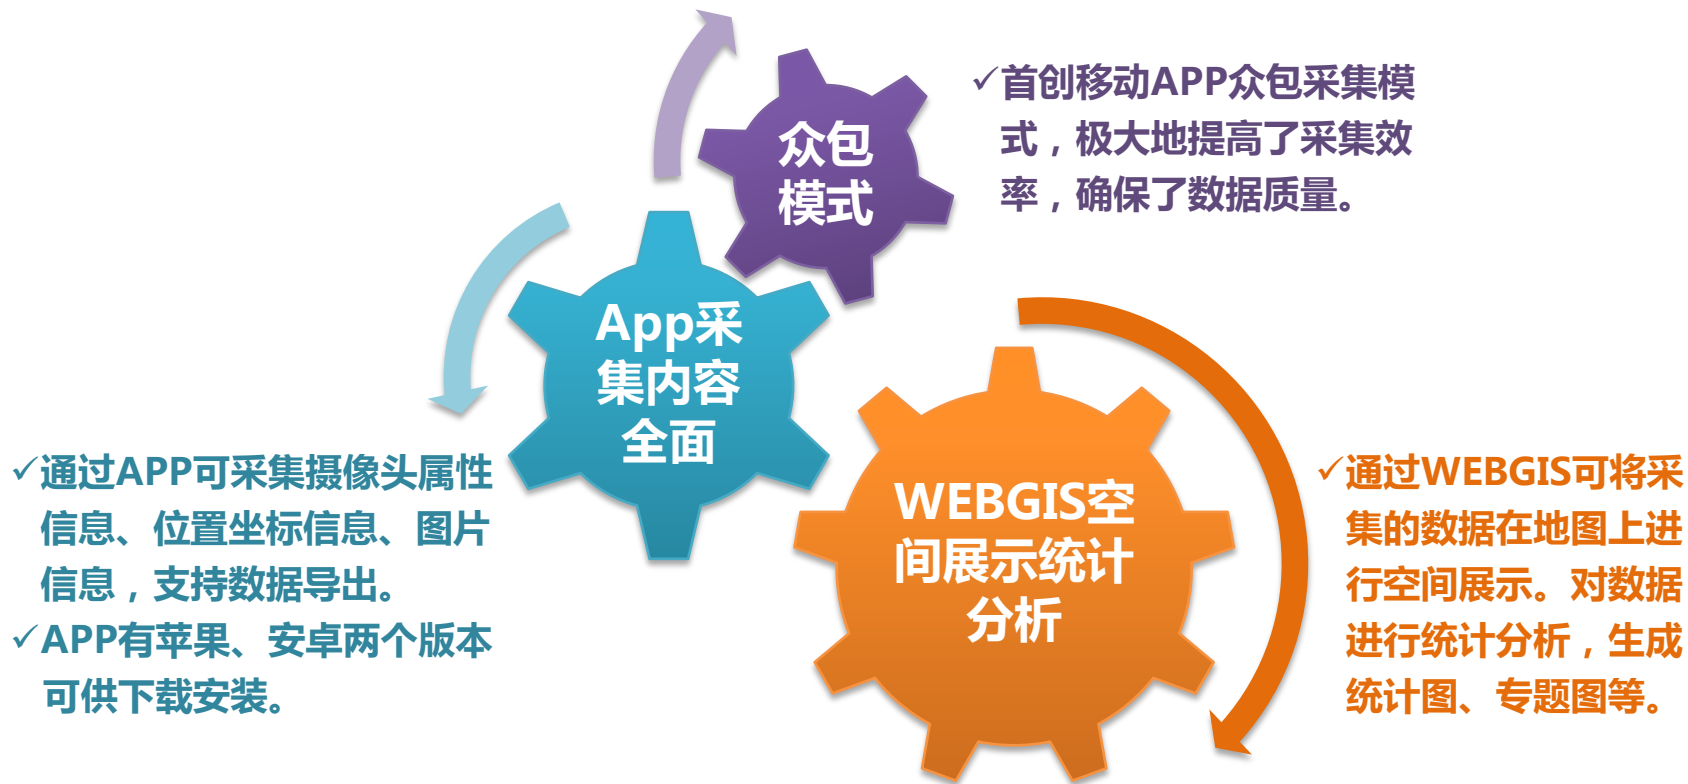 众包
模式
✓首创移动APP众包采集模
式，极大地提高了采集效
率，确保了数据质量。
App采
集内容
全面
✓通过APP可采集摄像头属性
信息、位置坐标信息、图片
信息，支持数据导出。
✓APP有苹果、安卓两个版本
可供下载安装。
WEBGIS空
间展示统计
分析
✓通过WEBGIS可将采
集的数据在地图上进
行空间展示。对数据
进行统计分析，生成
统计图、专题图等。